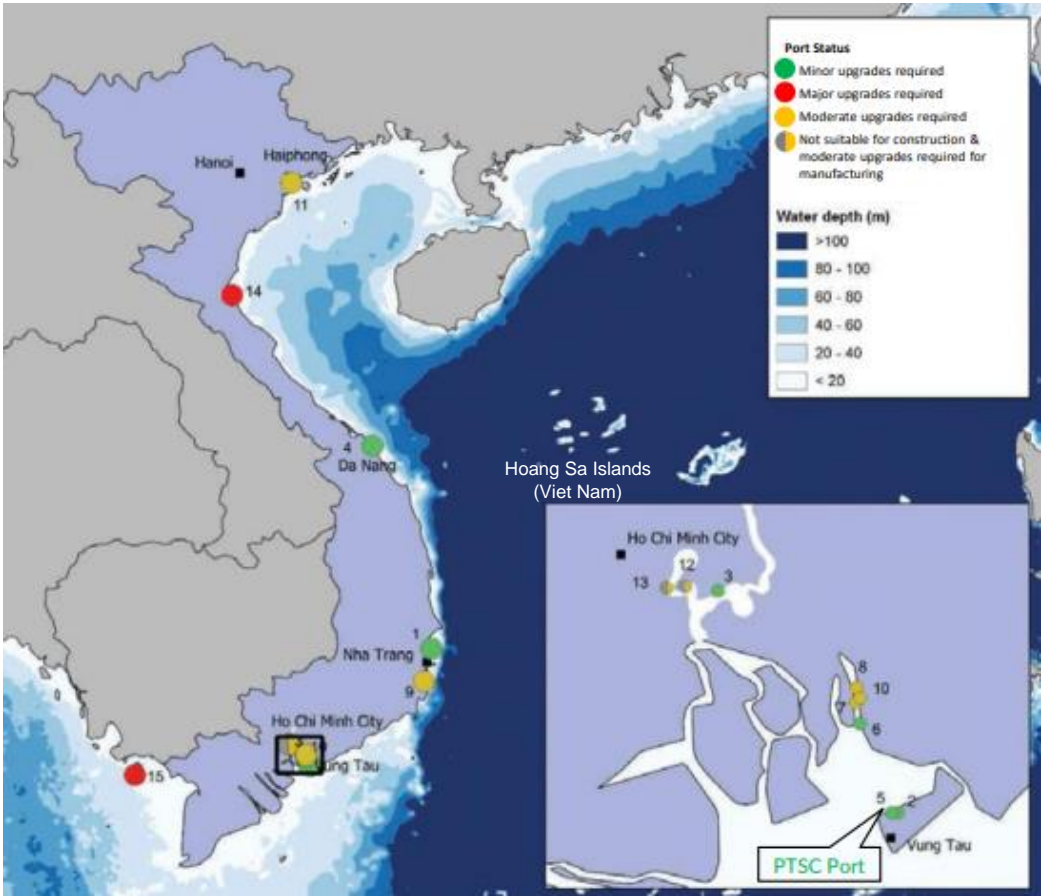 Port Status
Minor upgrades required
Major upgrades required
Moderate upgrades required
Not suitable for construction &
moderate upgrades required for
manufacturing
Water depth (m)
>100
80 - 100
60 - 80
40 - 60
20 - 40
< 20
Hanoi
Haiphong
11
14
4
Da Nang
Hoang Sa Islands
(Viet Nam)
1
Nha Trang
9
Ho Chi Minh City
ung Tau
15
Ho Chi Minh City
12
13
3
8
10
7
6
5
2
Vung Tau
PTSC Port